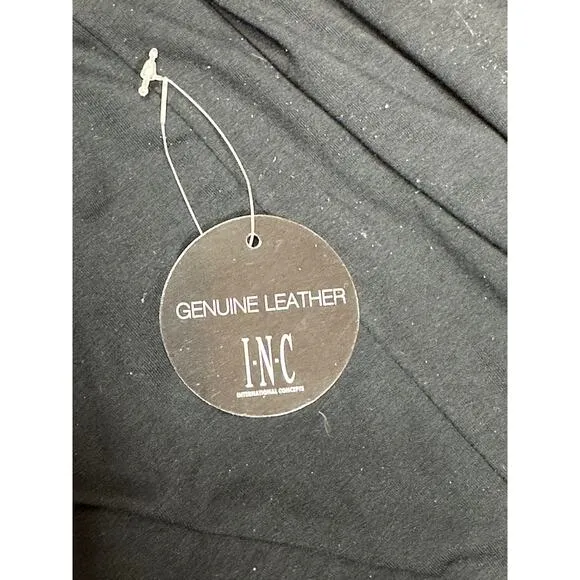 GENUINE LEATHER
I·N·C
INTERNATIONAL CONCEPTS